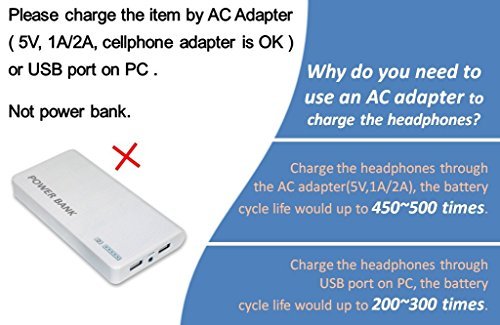 Please charge the item by AC Adapter
( 5V, 1A/2A, cellphone adapter is OK )
or USB port on PC .
Not power bank.
POWER BANK
Why do you need to
use an AC adapter to
charge the headphones?
Charge the headphones through
the AC adapter(5V,1A/2A), the battery
cycle life would up to 450~500 times.
Charge the headphones through
USB port on PC, the battery
cycle life would up to 200~300 times.